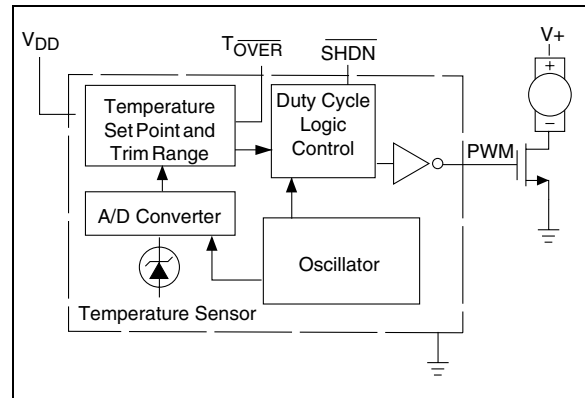 V+
VDD
TOVER
SHDN
+
Temperature
Set Point and
Trim Range
Duty Cycle
Logic
Control
−
PWM
A/D Converter
Oscillator
Temperature Sensor